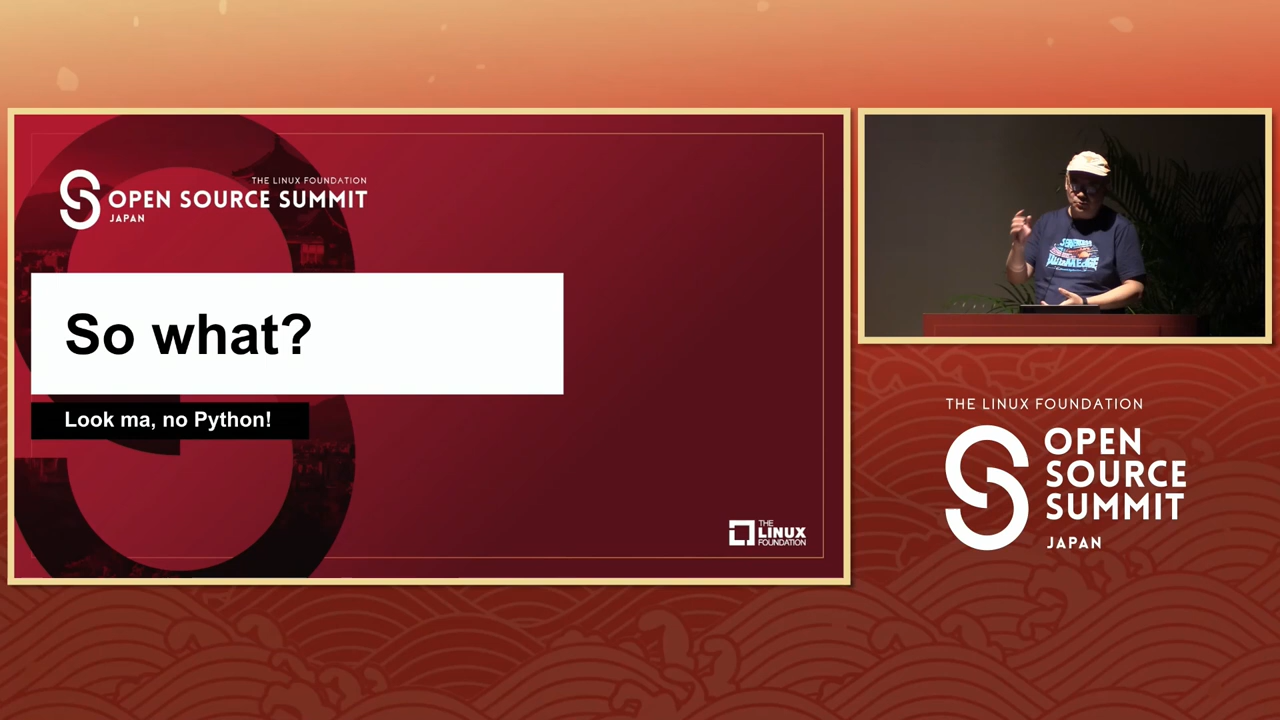 THE LINUX FOUNDATION
OPEN SOURCE SUMMIT
JAPAN
So what?
Look ma, no Python!
THE
LINUX
FOUNDATION
THE LINUX FOUNDATION
OPEN
SOURCE
SUMMIT
JAPAN